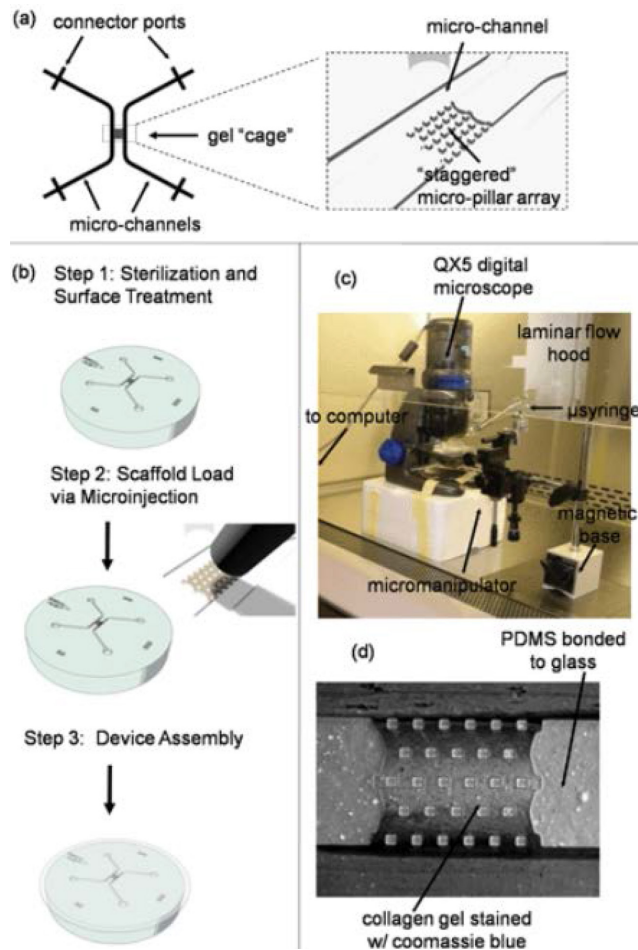 (a)
connector ports
gel "cage"
micro-channels
micro-channel
"staggered"
micro-pillar array
(b)
Step 1: Sterilization and
Surface Treatment
Step 2: Scaffold Load
via Microinjection
Step 3: Device Assembly
(c)
QX5 digital
microscope
laminar flow
hood
to computer
µsyringe
magnetic
base
micromanipulator
(d)
PDMS bonded
to glass
collagen gel stained
w/ coomassie blue